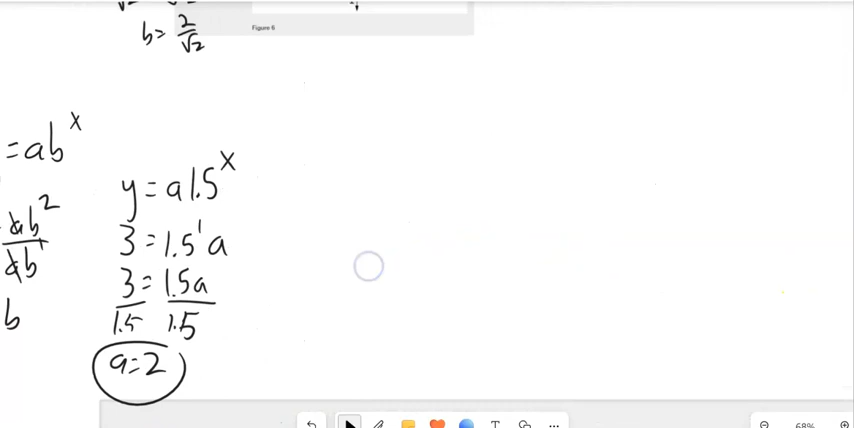 b= 2/√2
Figure 6
=ab^x
ab^2/ab^1
b
y=a1.5^x
3=1.5^1 a
3=1.5a
1.5 1.5
a=2
T
...
68%